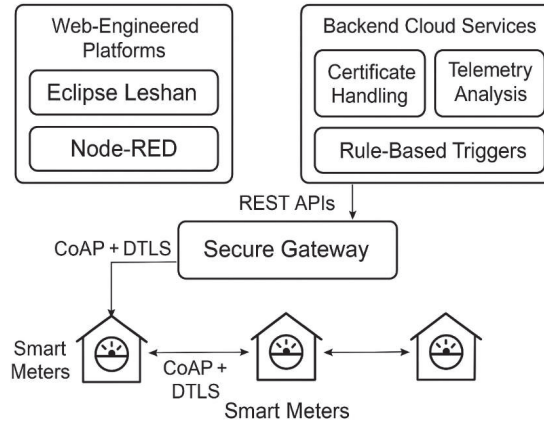 Web-Engineered
Platforms
Eclipse Leshan
Node-RED
Backend Cloud Services
Certificate
Handling
Telemetry
Analysis
Rule-Based Triggers
REST APIs
CoAP + DTLS
Secure Gateway
Smart
Meters
CoAP +
DTLS
Smart Meters